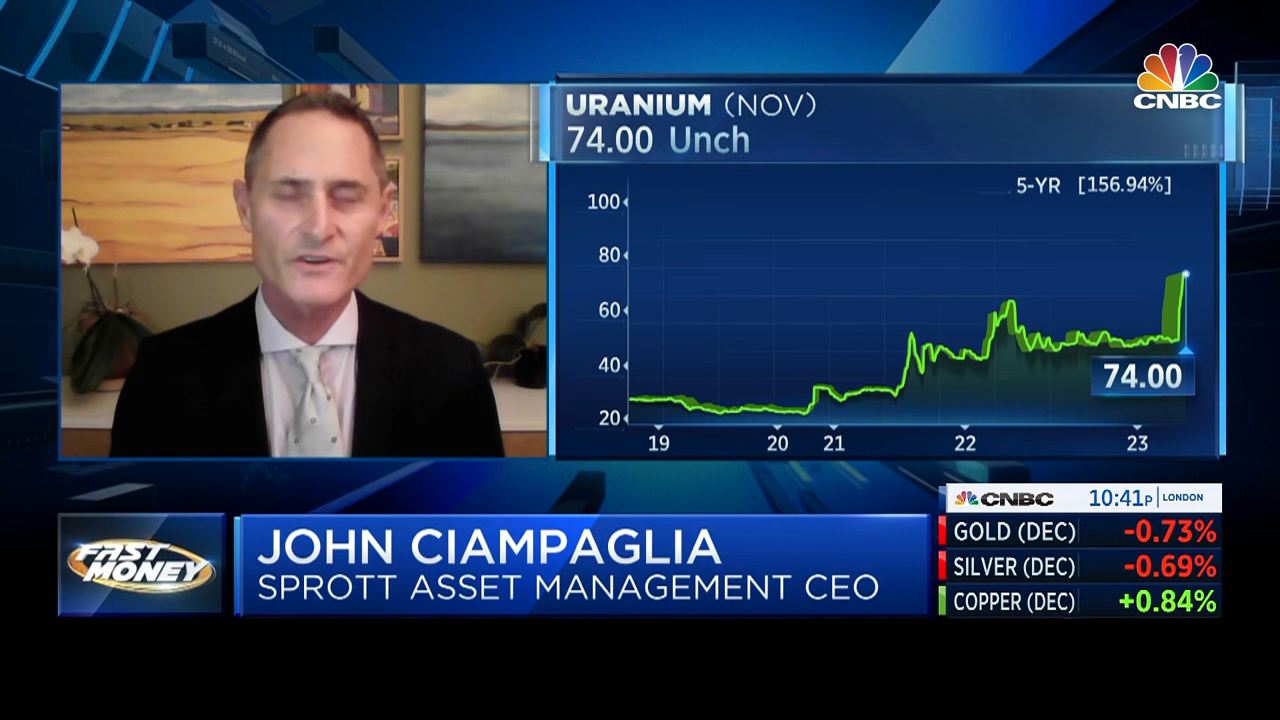 CNBC
URANIUM (NOV)
74.00 Unch
5-YR [156.94%]
100
80
60
40
20
74.00
19 20 21 22 23
FAST
MONEY
JOHN CIAMPAGLIA
SPROTT ASSET MANAGEMENT CEO
CNBC 10:41P LONDON
GOLD (DEC) -0.73%
SILVER (DEC) -0.69%
COPPER (DEC) +0.84%